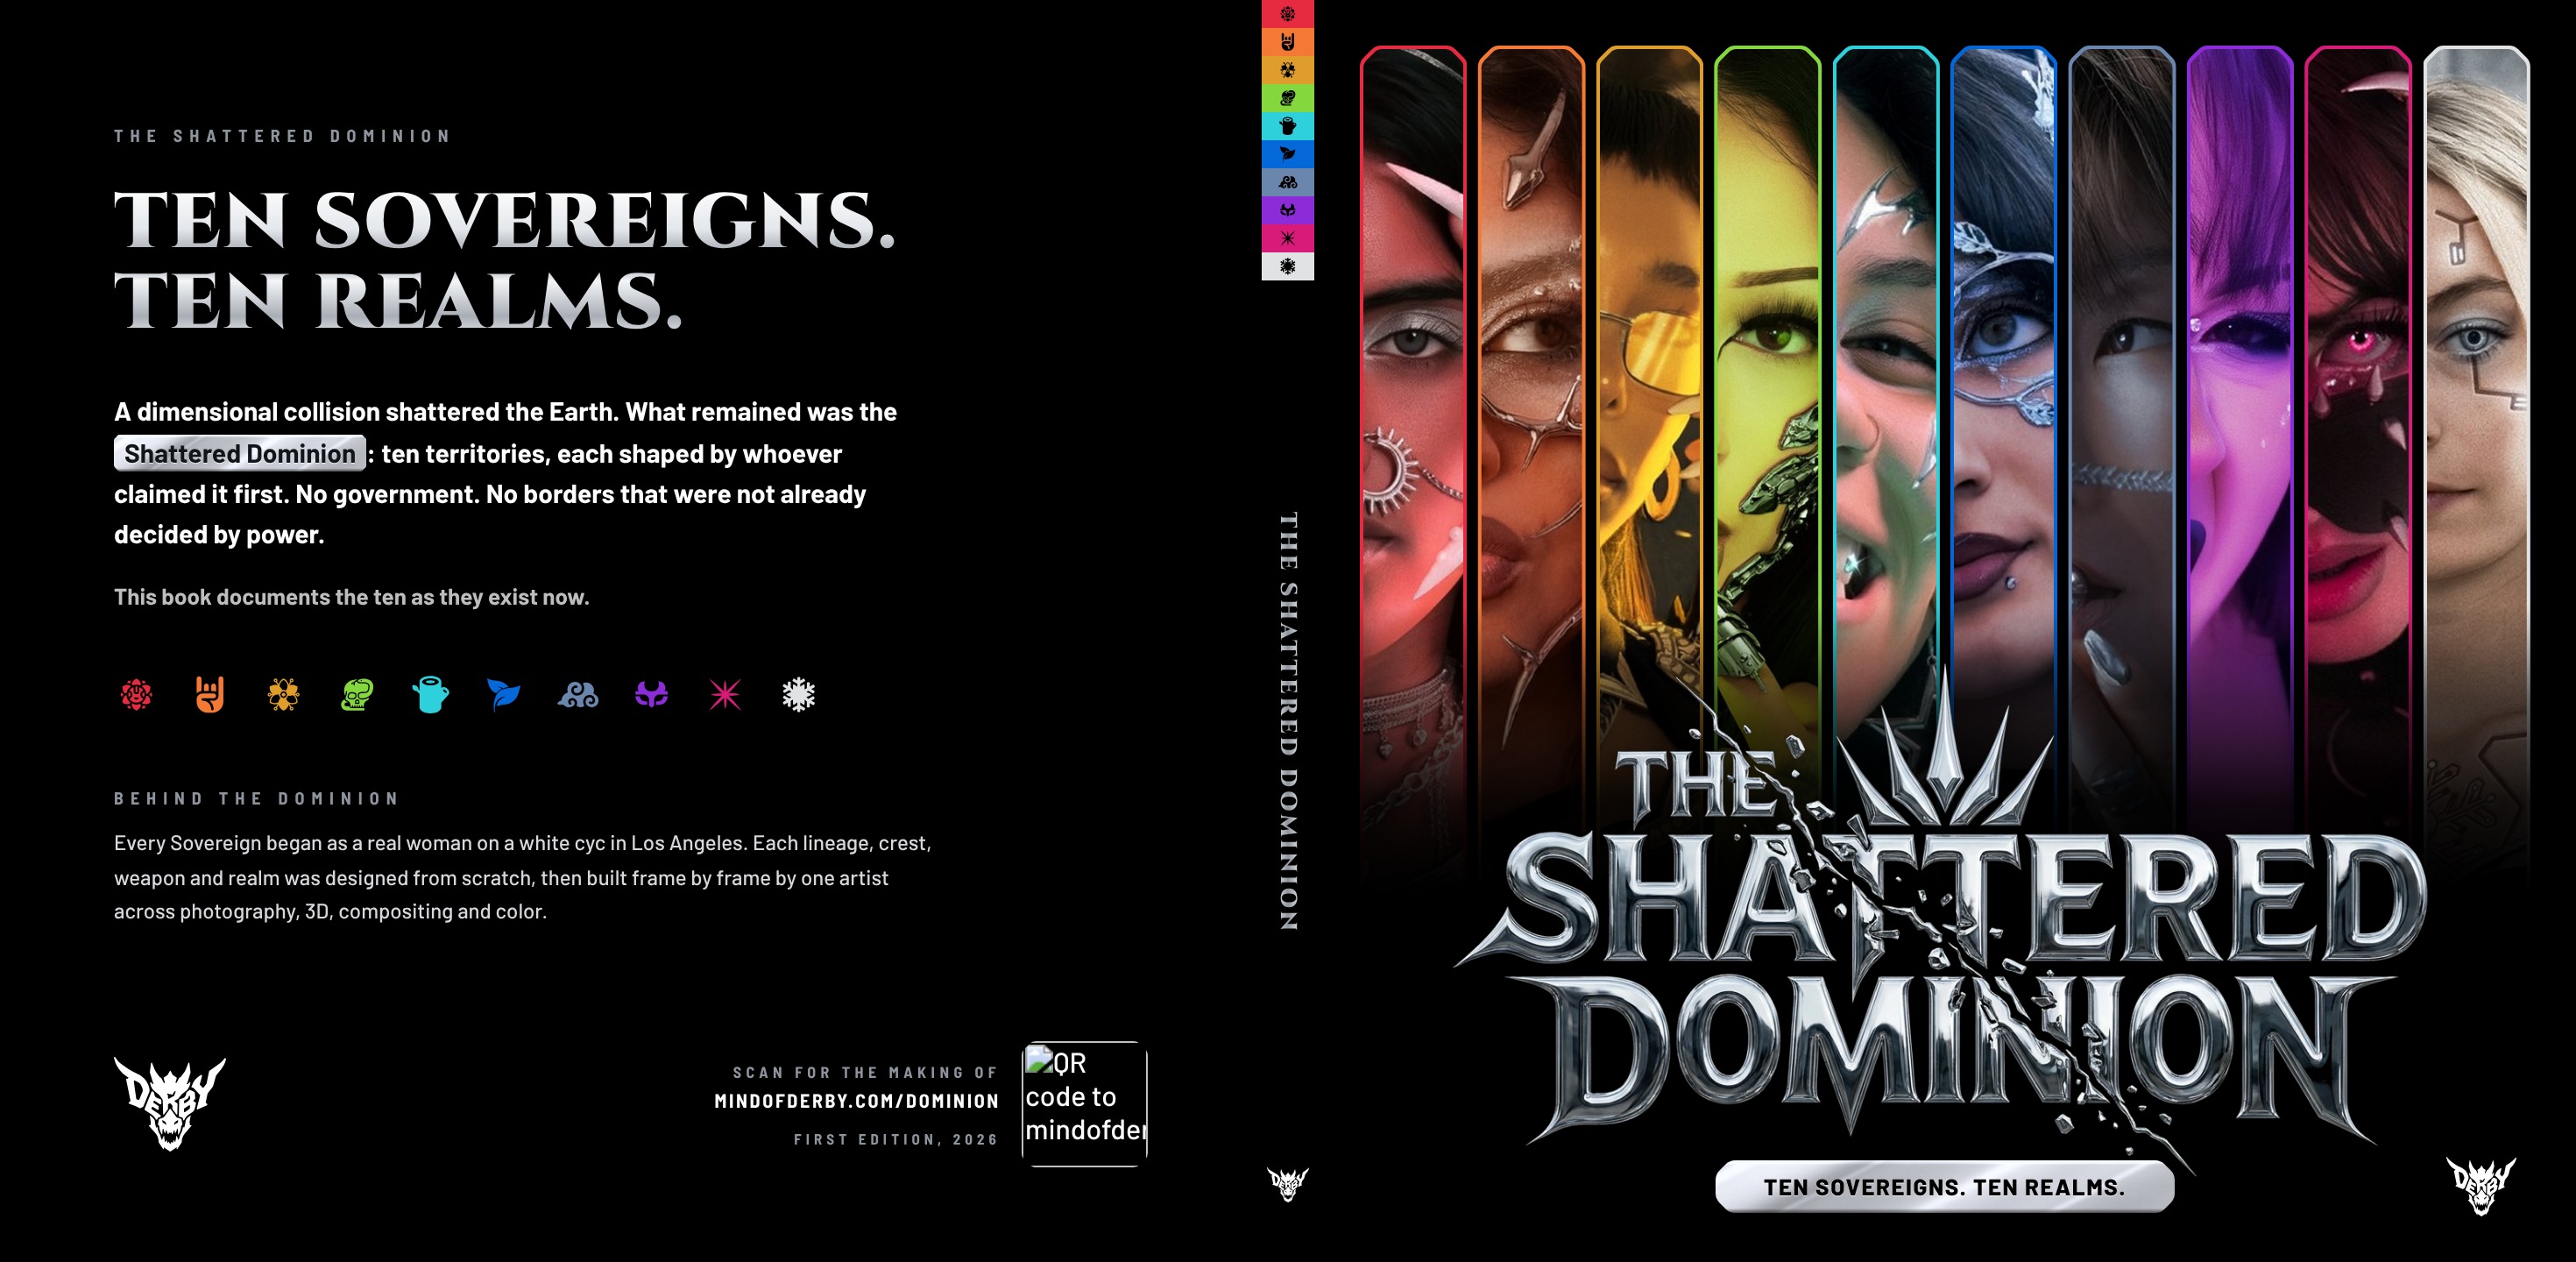 THE SHATTERED DOMINION
TEN SOVEREIGNS.
TEN REALMS.
A dimensional collision shattered the Earth. What remained was the
Shattered Dominion : ten territories, each shaped by whoever
claimed it first. No government. No borders that were not already
decided by power.
This book documents the ten as they exist now.
BEHIND THE DOMINION
Every Sovereign began as a real woman on a white cyc in Los Angeles. Each lineage, crest,
weapon and realm was designed from scratch, then built frame by frame by one artist
across photography, 3D, compositing and color.
DERBY
SCAN FOR THE MAKING OF
MINDOFDERBY.COM/DOMINION
FIRST EDITION, 2026
QR
code to
mindofder
THE SHATTERED DOMINION
DERBY
THE
SHATTERED
DOMINION
TEN SOVEREIGNS. TEN REALMS.
DERBY